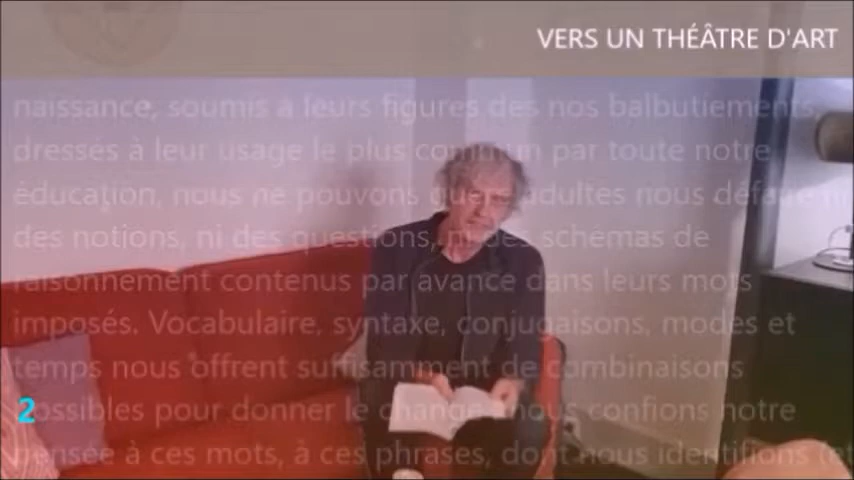 VERS UN THÉÂTRE D'ART
naissance, soumis a leurs figures des nos balbutiements,
dresses à leur usage le plus commun par toute notre
éducation, nous ne pouvons adultes nous défaire ni
des notions, ni des questions, ni des schémas de
raisonnement contenus par avance dans leurs mots
imposés. Vocabulaire, syntaxe, conjugaisons, modes et
temps nous offrent suffisamment de combinaisons
2
possibles pour donner le change nous confions notre
pensée à ces mots, à ces phrases, dont nous identifions (et